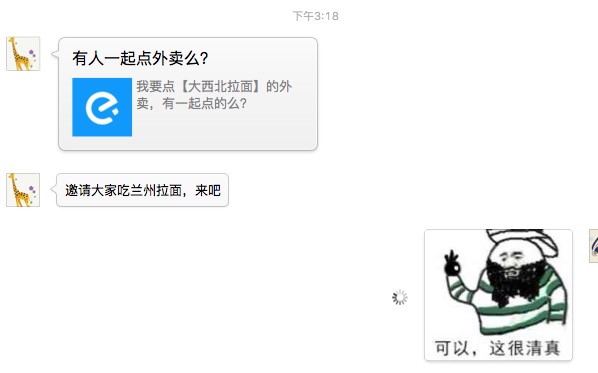 下午3:18
有人一起点外卖么?
我要点【大西北拉面】的外
卖，有一起点的么?
邀请大家吃兰州拉面，来吧
可以，这很清真